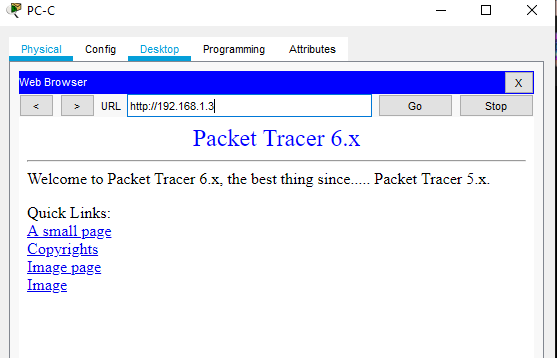 PC-C
Physical Config Desktop Programming Attributes
Web Browser X
< > URL http://192.168.1.3 Go Stop
Packet Tracer 6.x
Welcome to Packet Tracer 6.x, the best thing since..... Packet Tracer 5.x.
Quick Links:
A small page
Copyrights
Image page
Image